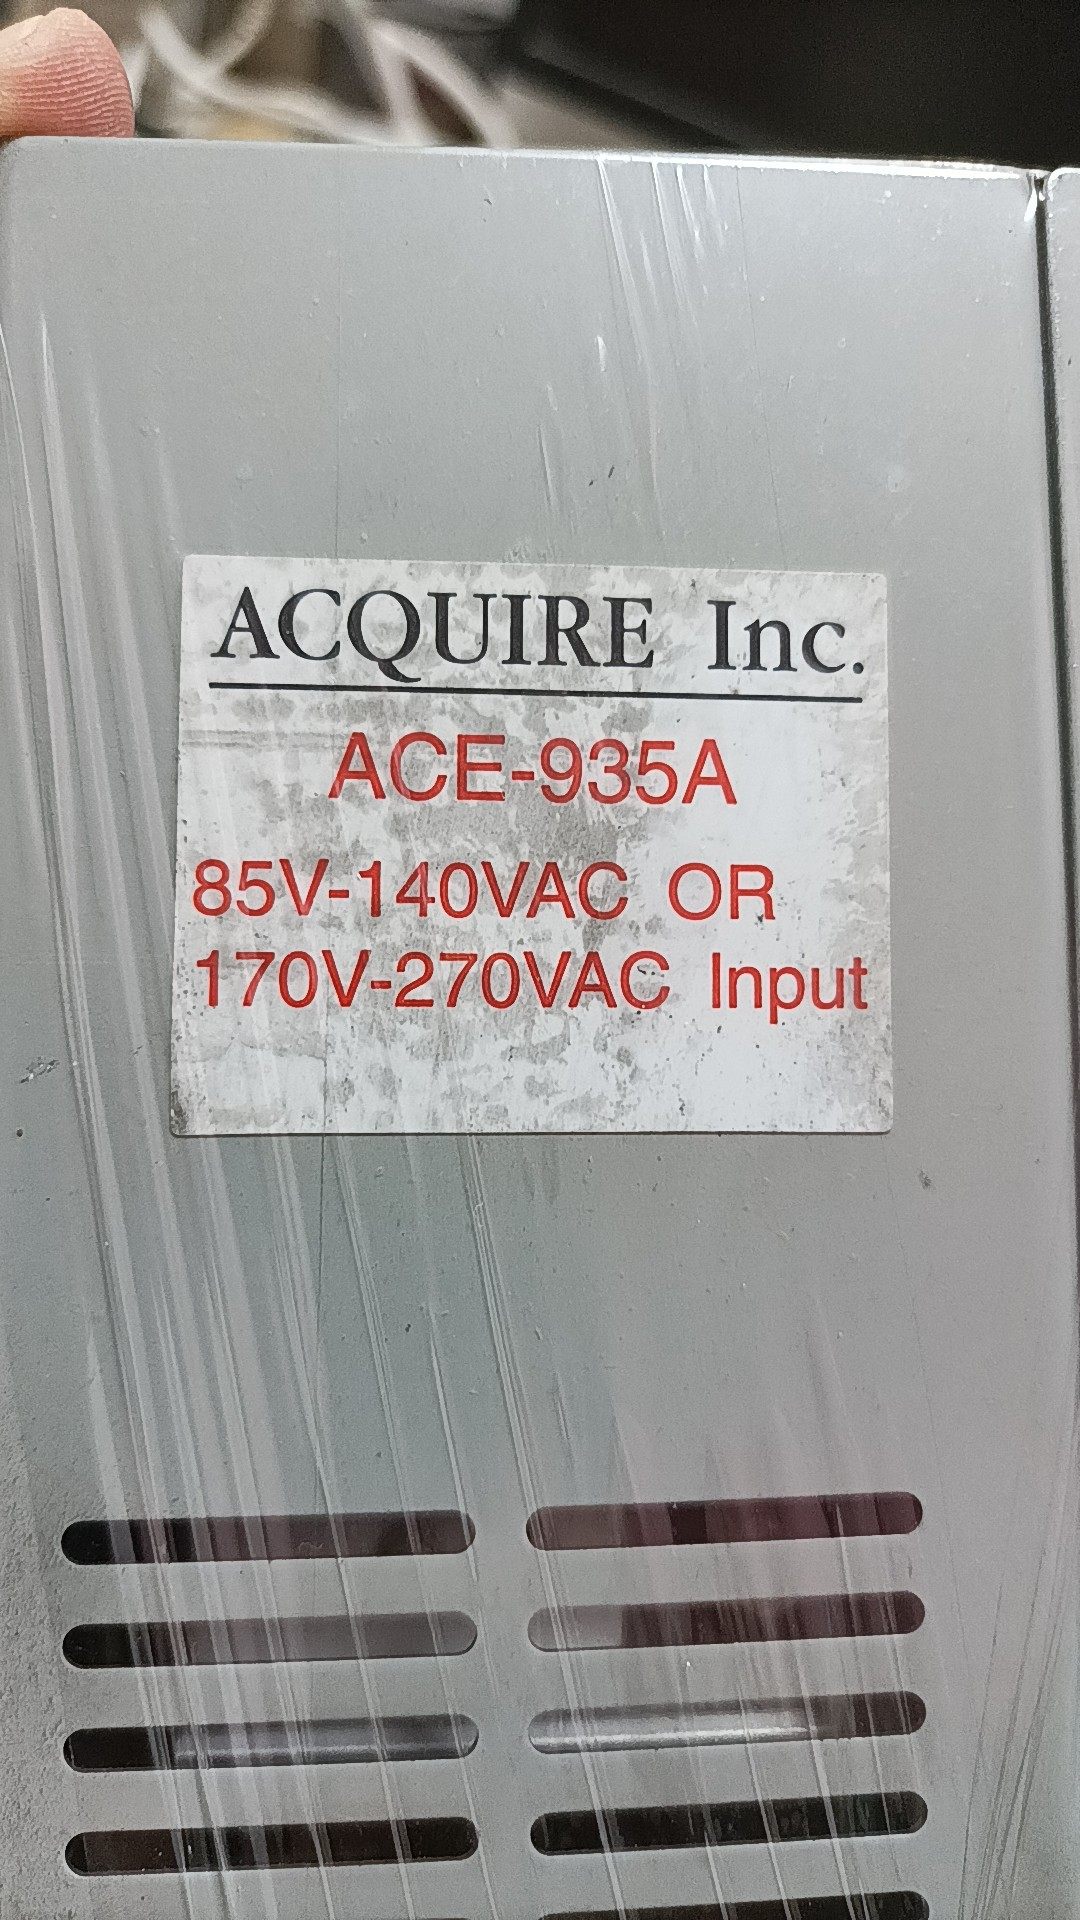 ACQUIRE Inc.
ACE-935A
85V-140VAC OR
170V-270VAC Input